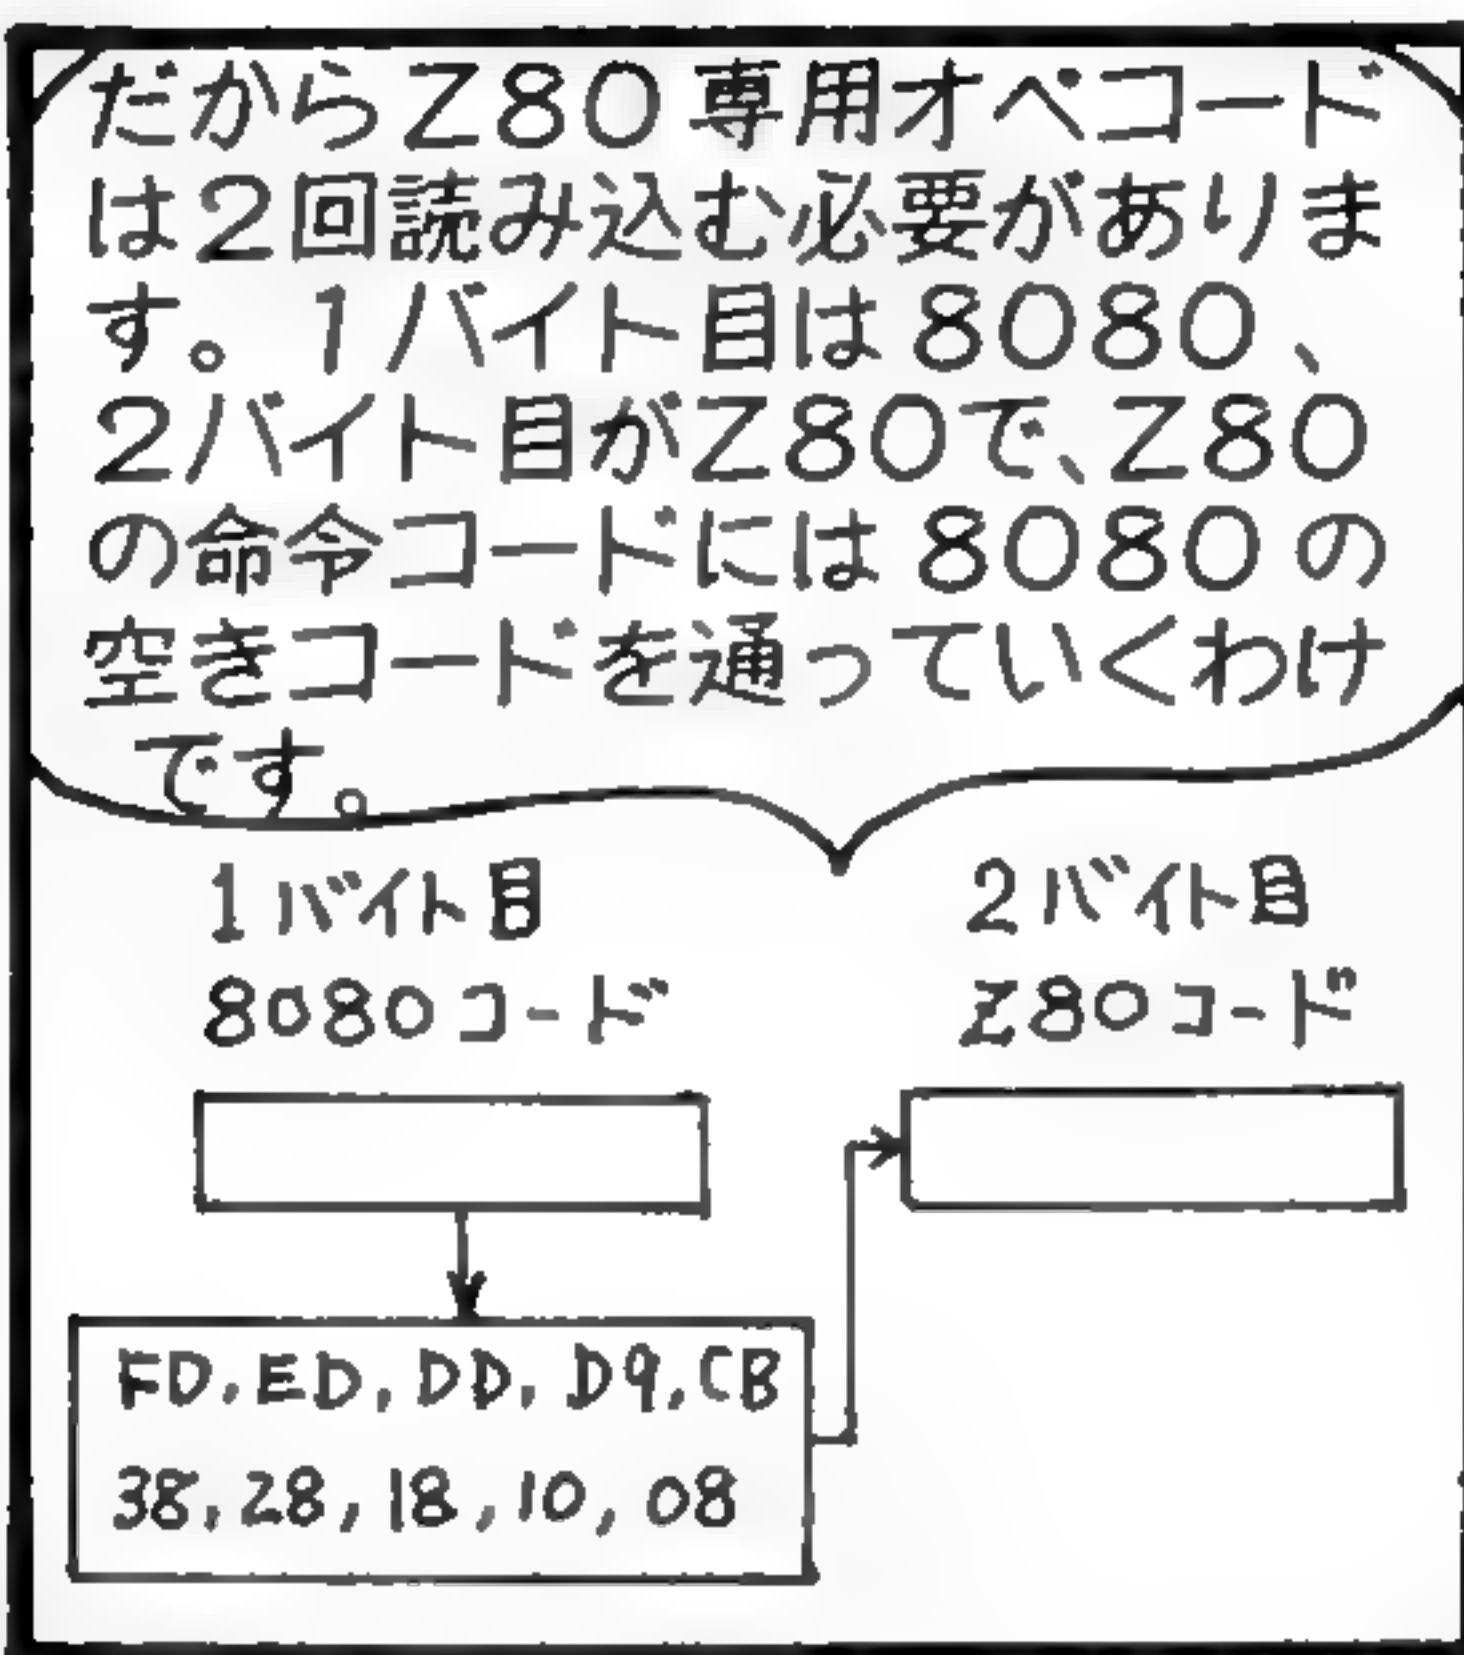 だからZ80専用オペコード
は2回読み込む必要がありま
す。1バイト目は8080、
2バイト目がZ80で、Z80
の命令コードには8080の
空きコードを通っていくわけ
です。
1バイト目
8080コード
2バイト目
Z80コード
FD,ED,DD,D9,CB
38,28,18,10,08